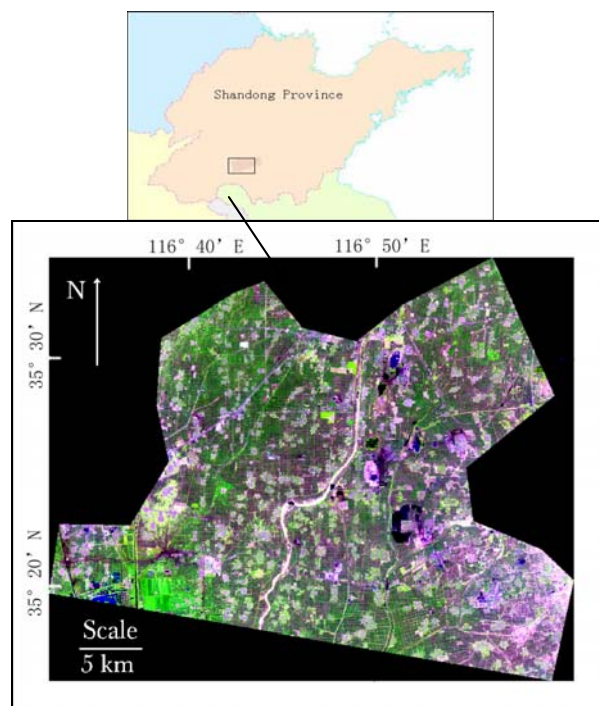 Shandong Province
116° 40′ E
116° 50′ E
N
35° 30′ N
35° 20′ N
Scale
5 km